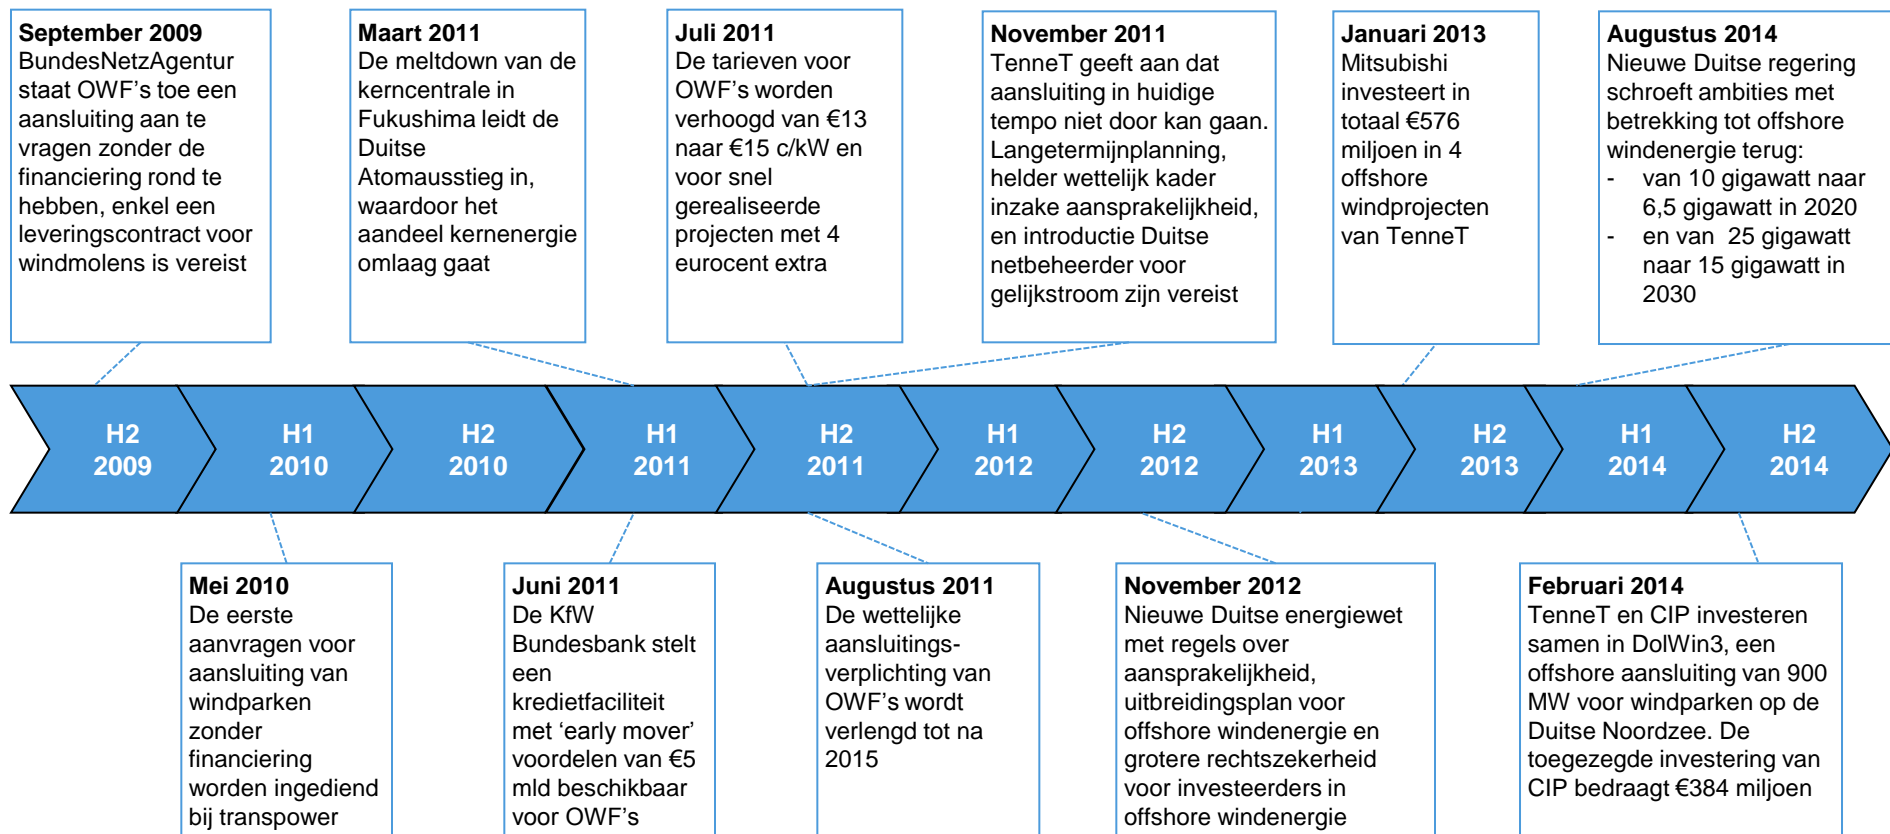 September 2009
BundesNetzAgentur
staat OWF's toe een
aansluiting aan te
vragen zonder de
financiering rond te
hebben, enkel een
leveringscontract voor
windmolens is vereist
Maart 2011
De meltdown van de
kerncentrale in
Fukushima leidt de
Duitse
Atomausstieg in,
waardoor het
aandeel kernenergie
omlaag gaat
Juli 2011
De tarieven voor
OWF's worden
verhoogd van €13
naar €15 c/kW en
voor snel
gerealiseerde
projecten met 4
eurocent extra
November 2011
TenneT geeft aan dat
aansluiting in huidige
tempo niet door kan gaan.
Langetermijnplanning,
helder wettelijk kader
inzake aansprakelijkheid,
en introductie Duitse
netbeheerder voor
gelijkstroom zijn vereist
Januari 2013
Mitsubishi
investeert in
totaal €576
miljoen in 4
offshore
windprojecten
van TenneT
Augustus 2014
Nieuwe Duitse regering
schroeft ambities met
betrekking tot offshore
windenergie terug:
- van 10 gigawatt naar
6,5 gigawatt in 2020
- en van 25 gigawatt
naar 15 gigawatt in
2030
H2
2009
H1
2010
H2
2010
H1
2011
H2
2011
H1
2012
H2
2012
H1
2013
H2
2013
H1
2014
H2
2014
Mei 2010
De eerste
aanvragen voor
aansluiting van
windparken
zonder
financiering
worden ingediend
bij transpower
Juni 2011
De KfW
Bundesbank stelt
een
kredietfaciliteit
met 'early mover'
voordelen van €5
mld beschikbaar
voor OWF's
Augustus 2011
De wettelijke
aansluitings-
verplichting van
OWF's wordt
verlengd tot na
2015
November 2012
Nieuwe Duitse energiewet
met regels over
aansprakelijkheid,
uitbreidingsplan voor
offshore windenergie en
grotere rechtszekerheid
voor investeerders in
offshore windenergie
Februari 2014
TenneT en CIP investeren
samen in DolWin3, een
offshore aansluiting van 900
MW voor windparken op de
Duitse Noordzee. De
toegezegde investering van
CIP bedraagt €384 miljoen